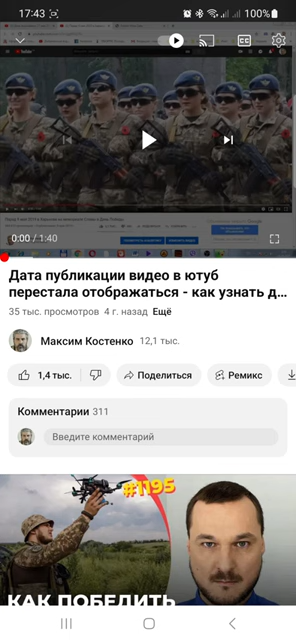 17:43
100%
CC
0:00 / 1:40
Дата публикации видео в ютуб
перестала отображаться - как узнать д...
35 тыс. просмотров 4 г. назад Ещё
Максим Костенко 12,1 тыс.
1,4 тыс.
Поделиться
Ремикс
Комментарии 311
Введите комментарий
#1195
КАК ПОБЕДИТЬ